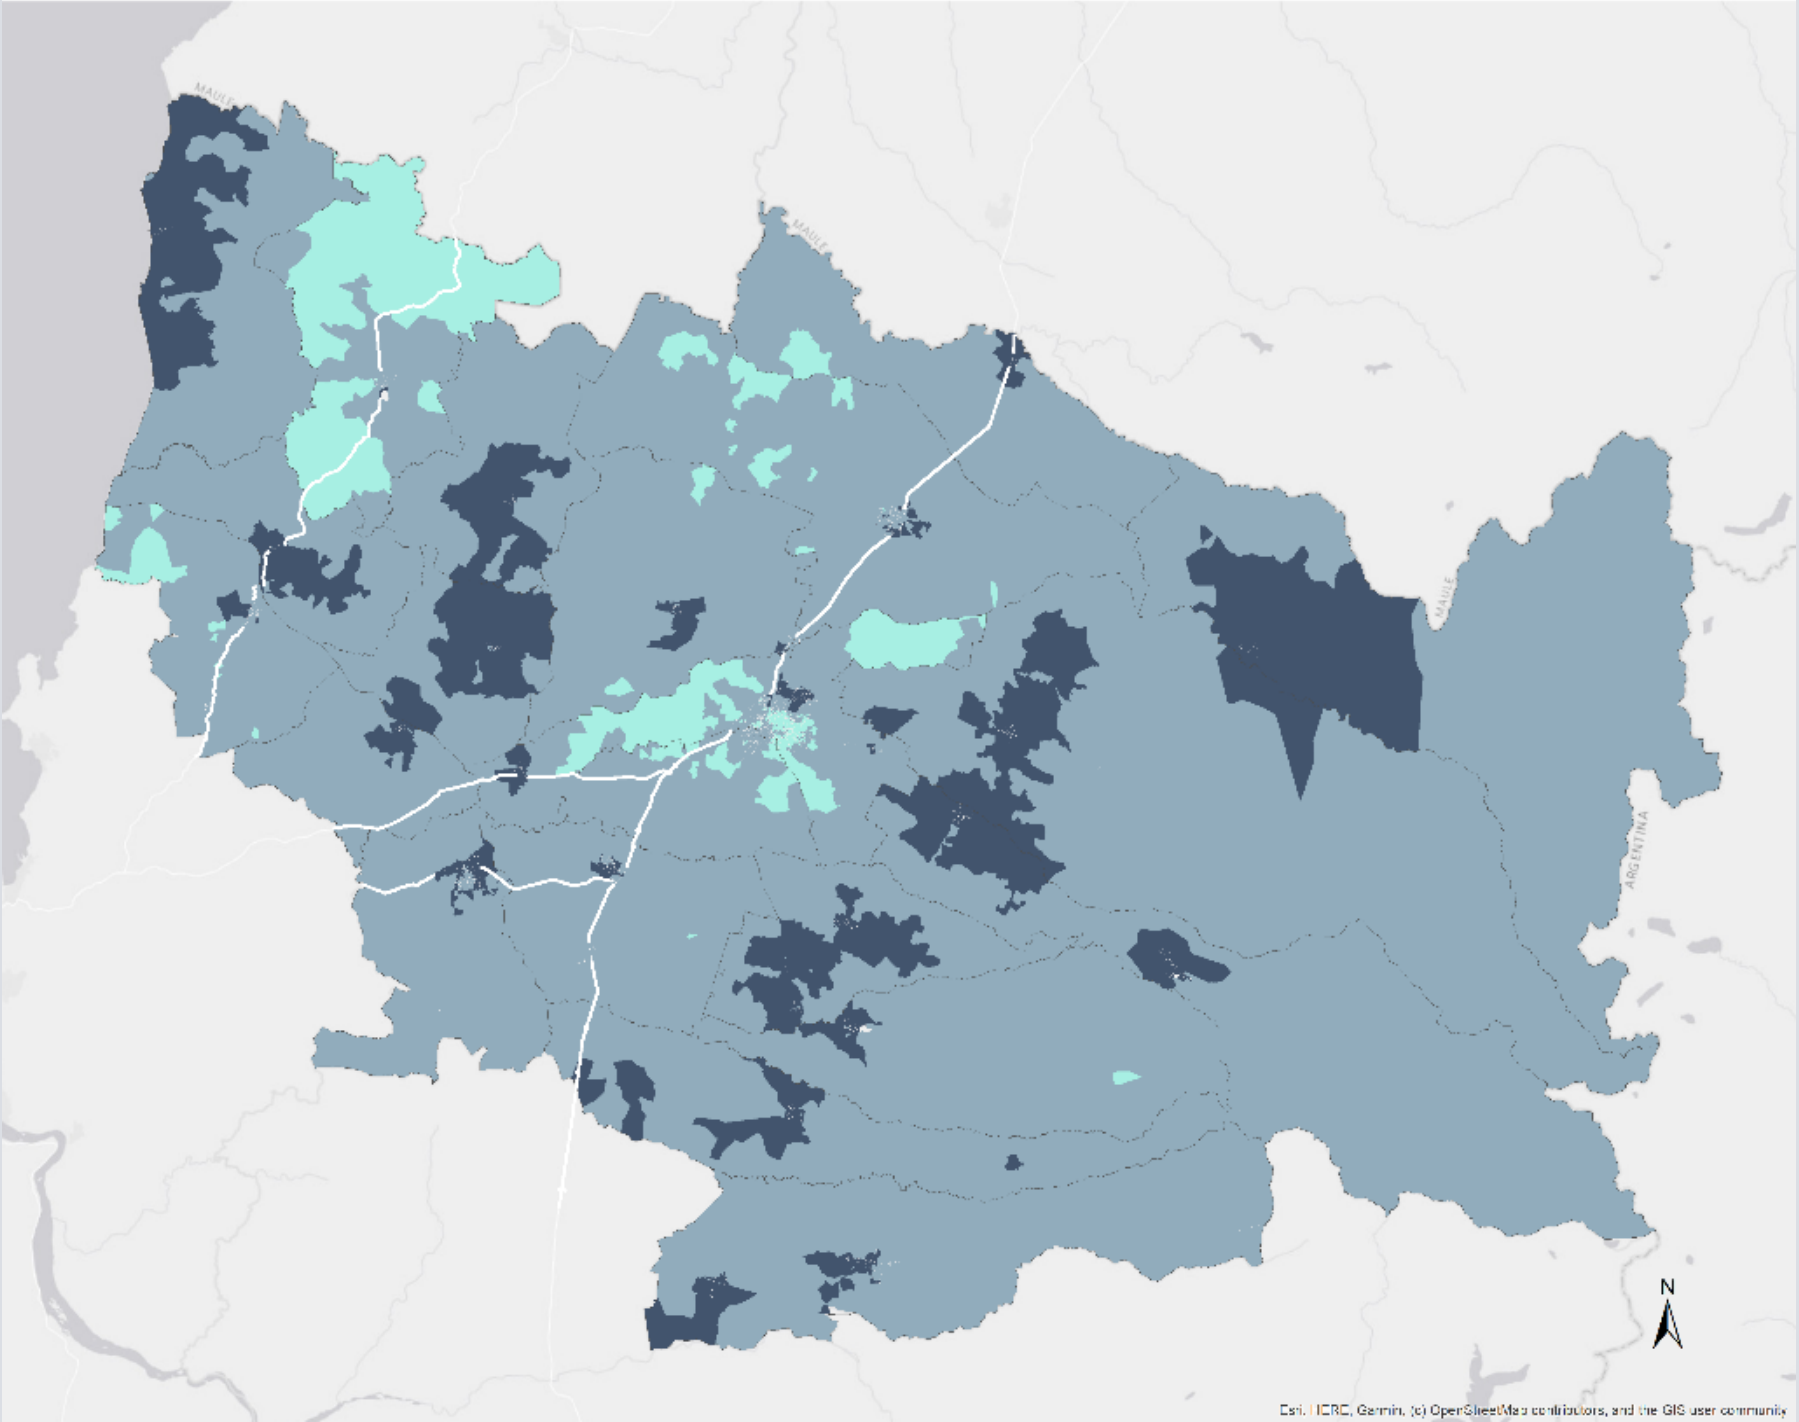 MAULE
MAULE
MAULE
ARGENTINA
N
Esri, HERE, Garmin, (c) OpenStreetMap contributors, and the GIS user community